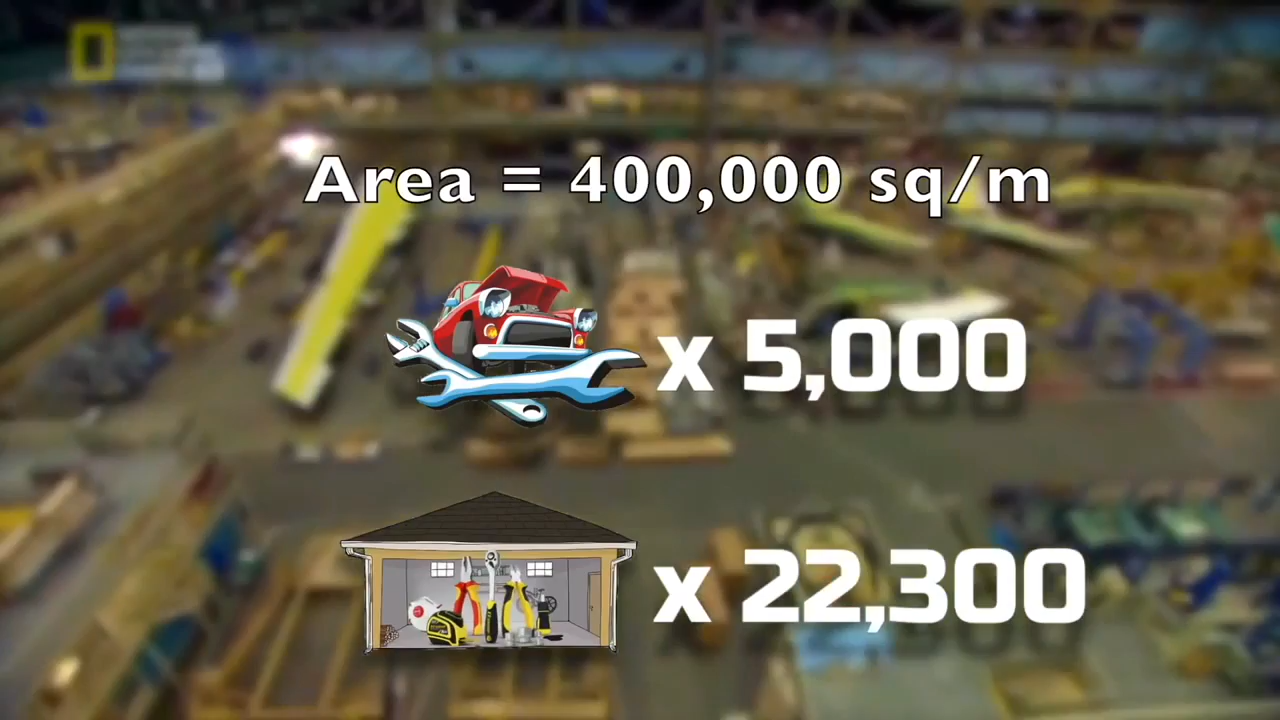 Area = 400,000 sq/m
x 5,000
x 22,300